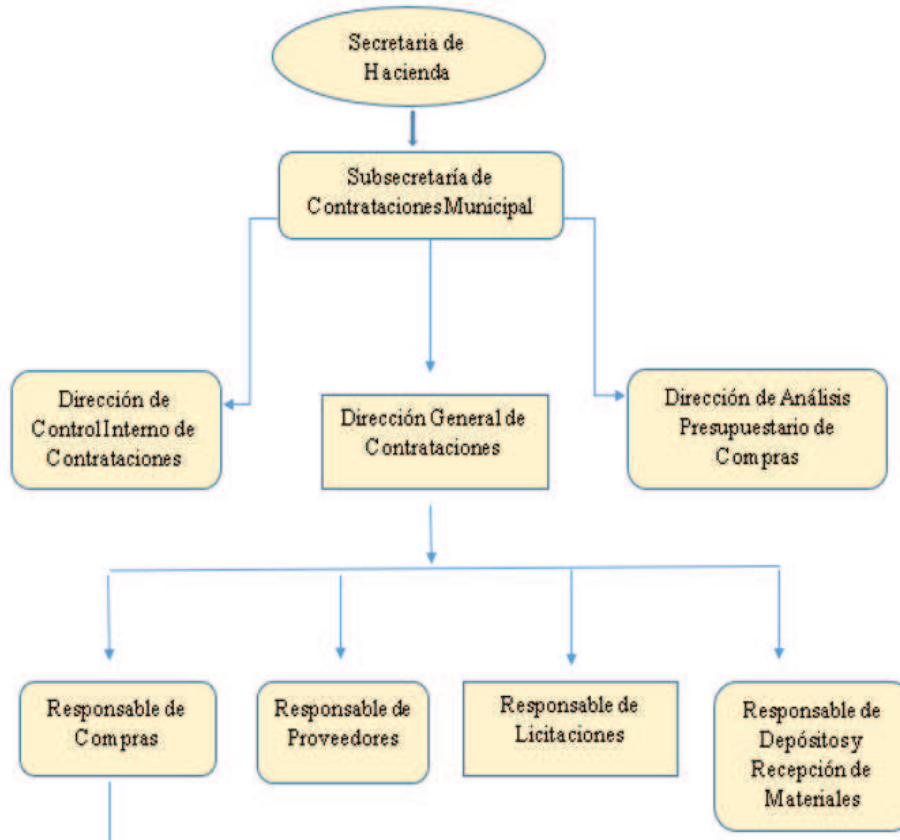 Secretaria de
Hacienda
Subsecretaría de
Contrataciones Municipal
Dirección de
Control Interno de
Contrataciones
Dirección General de
Contrataciones
Dirección de Análisis
Presupuestario de
Compras
Responsable de
Compras
Responsable de
Proveedores
Responsable de
Licitaciones
Responsable de
Depósitos y
Recepción de
Materiales